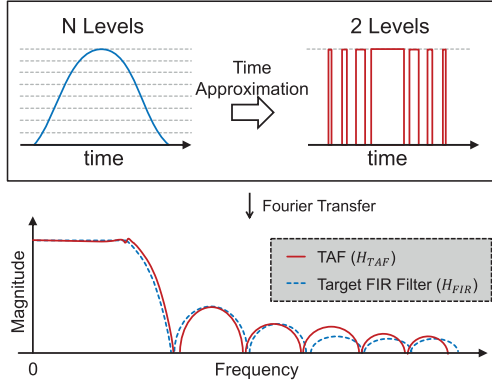 N Levels
2 Levels
Time
Approximation
time
time
Fourier Transfer
Magnitude
TAF (H_TAF)
Target FIR Filter (H_FIR)
0
Frequency